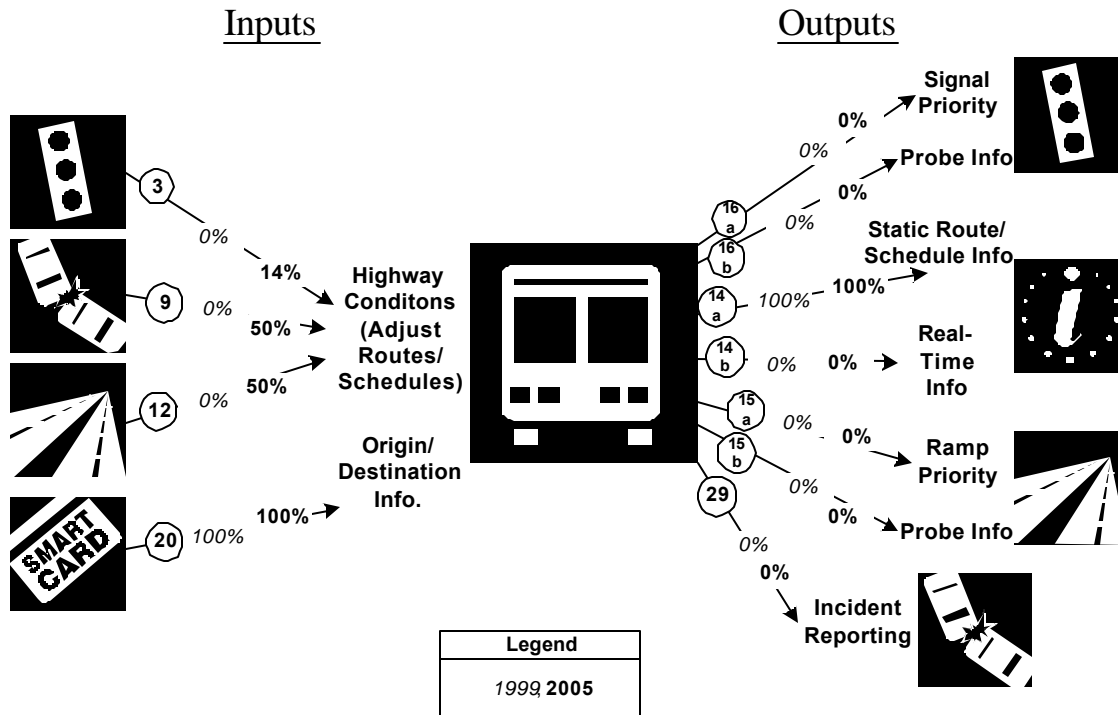 Inputs
Outputs
3
0%
14%
9
0%
50%
12
0%
50%
Highway
Conditons
(Adjust
Routes/
Schedules)
SMART
CARD
20
100%
100%
Origin/
Destination
Info.
16
a
0%
0%
Signal
Priority
16
b
0%
0%
Probe Info
14
a
100%
100%
Static Route/
Schedule Info
14
b
0%
0%
Real-
Time
Info
15
a
0%
0%
Ramp
Priority
15
b
0%
0%
Probe Info
29
0%
0%
Incident
Reporting
Legend
1999, 2005